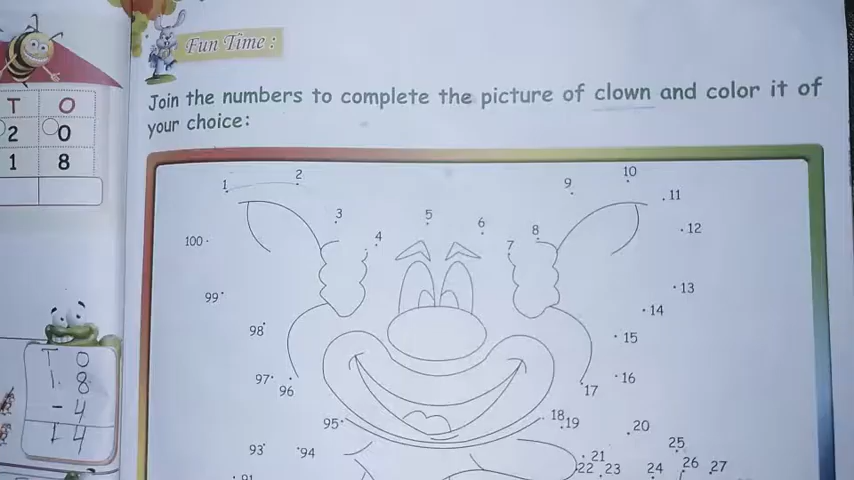 Fun Time :
Join the numbers to complete the picture of clown and color it of
your choice:
T O
2 0
1 8
T O
1 8
- 4
1 4
1 2 3 4 5 6 7 8 9 10 11
100 12
99 13
98 14
15
97 96 17 16
95 18 19 20
93 94 21 25
22 23 24 26 27
91